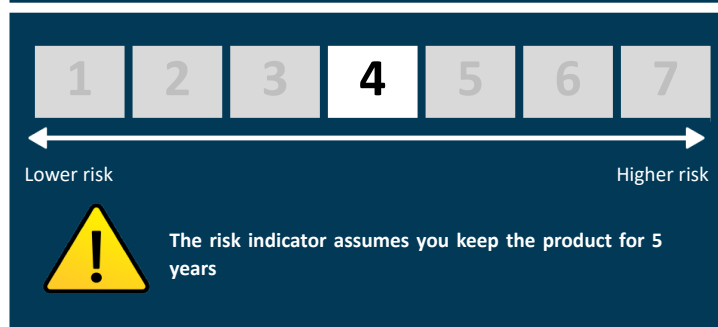 1 2 3 4 5 6 7
Lower risk Higher risk
!
The risk indicator assumes you keep the product for 5
years